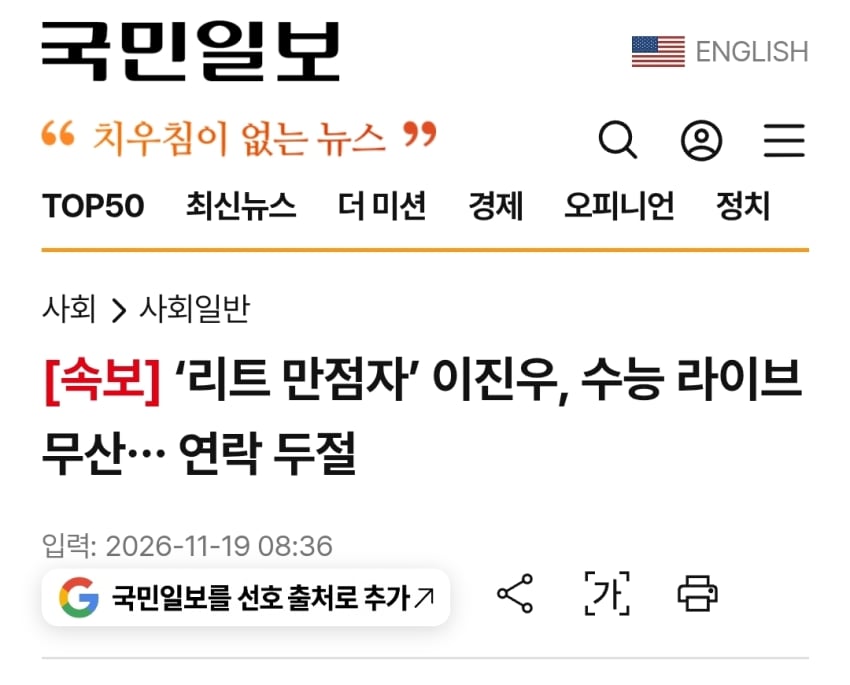 국민일보
ENGLISH
“ 치우침이 없는 뉴스 ”
TOP50 최신뉴스 더 미션 경제 오피니언 정치
사회 > 사회일반
[속보] ‘리트 만점자’ 이진우, 수능 라이브
무산… 연락 두절
입력: 2026-11-19 08:36
국민일보를 선호 출처로 추가↗
가